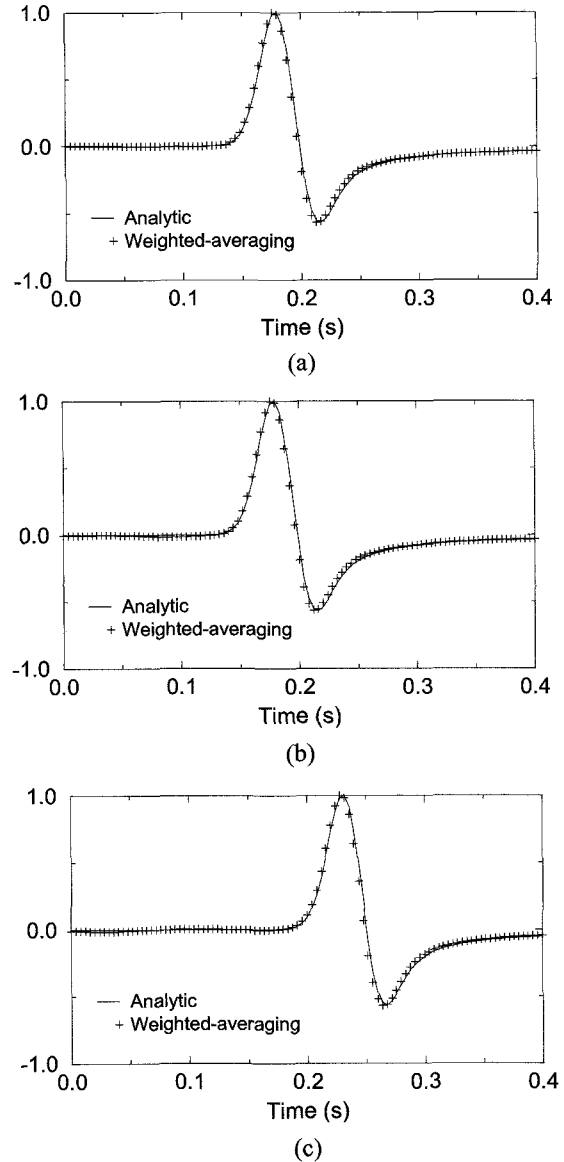 1.0
0.0
— Analytic
+ Weighted-averaging
-1.0
0.0 0.1 0.2 0.3 0.4
Time (s)
(a)
1.0
0.0
— Analytic
+ Weighted-averaging
-1.0
0.0 0.1 0.2 0.3 0.4
Time (s)
(b)
1.0
0.0
— Analytic
+ Weighted-averaging
-1.0
0.0 0.1 0.2 0.3 0.4
Time (s)
(c)